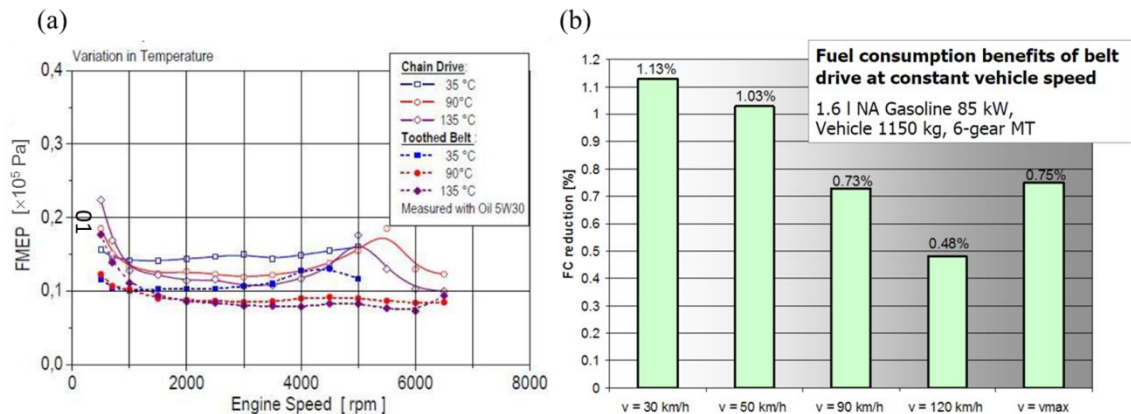 (a)
Variation in Temperature
0,4
0,3
0,2
0,1
0,0
FMEP [×10⁵ Pa]
01
Chain Drive:
35 °C
90°C
135 °C
Toothed Belt:
35 °C
90°C
135 °C
Measured with Oil 5W30
0
2000
4000
6000
8000
Engine Speed [ rpm ]
(b)
Fuel consumption benefits of belt
drive at constant vehicle speed
1.6 l NA Gasoline 85 kW,
Vehicle 1150 kg, 6-gear MT
FC reduction [%]
1.2
1.1
1
0.9
0.8
0.7
0.6
0.5
0.4
0.3
0.2
0.1
0
1.13%
1.03%
0.73%
0.48%
0.75%
v = 30 km/h
v = 50 km/h
v = 90 km/h
v = 120 km/h
v = vmax